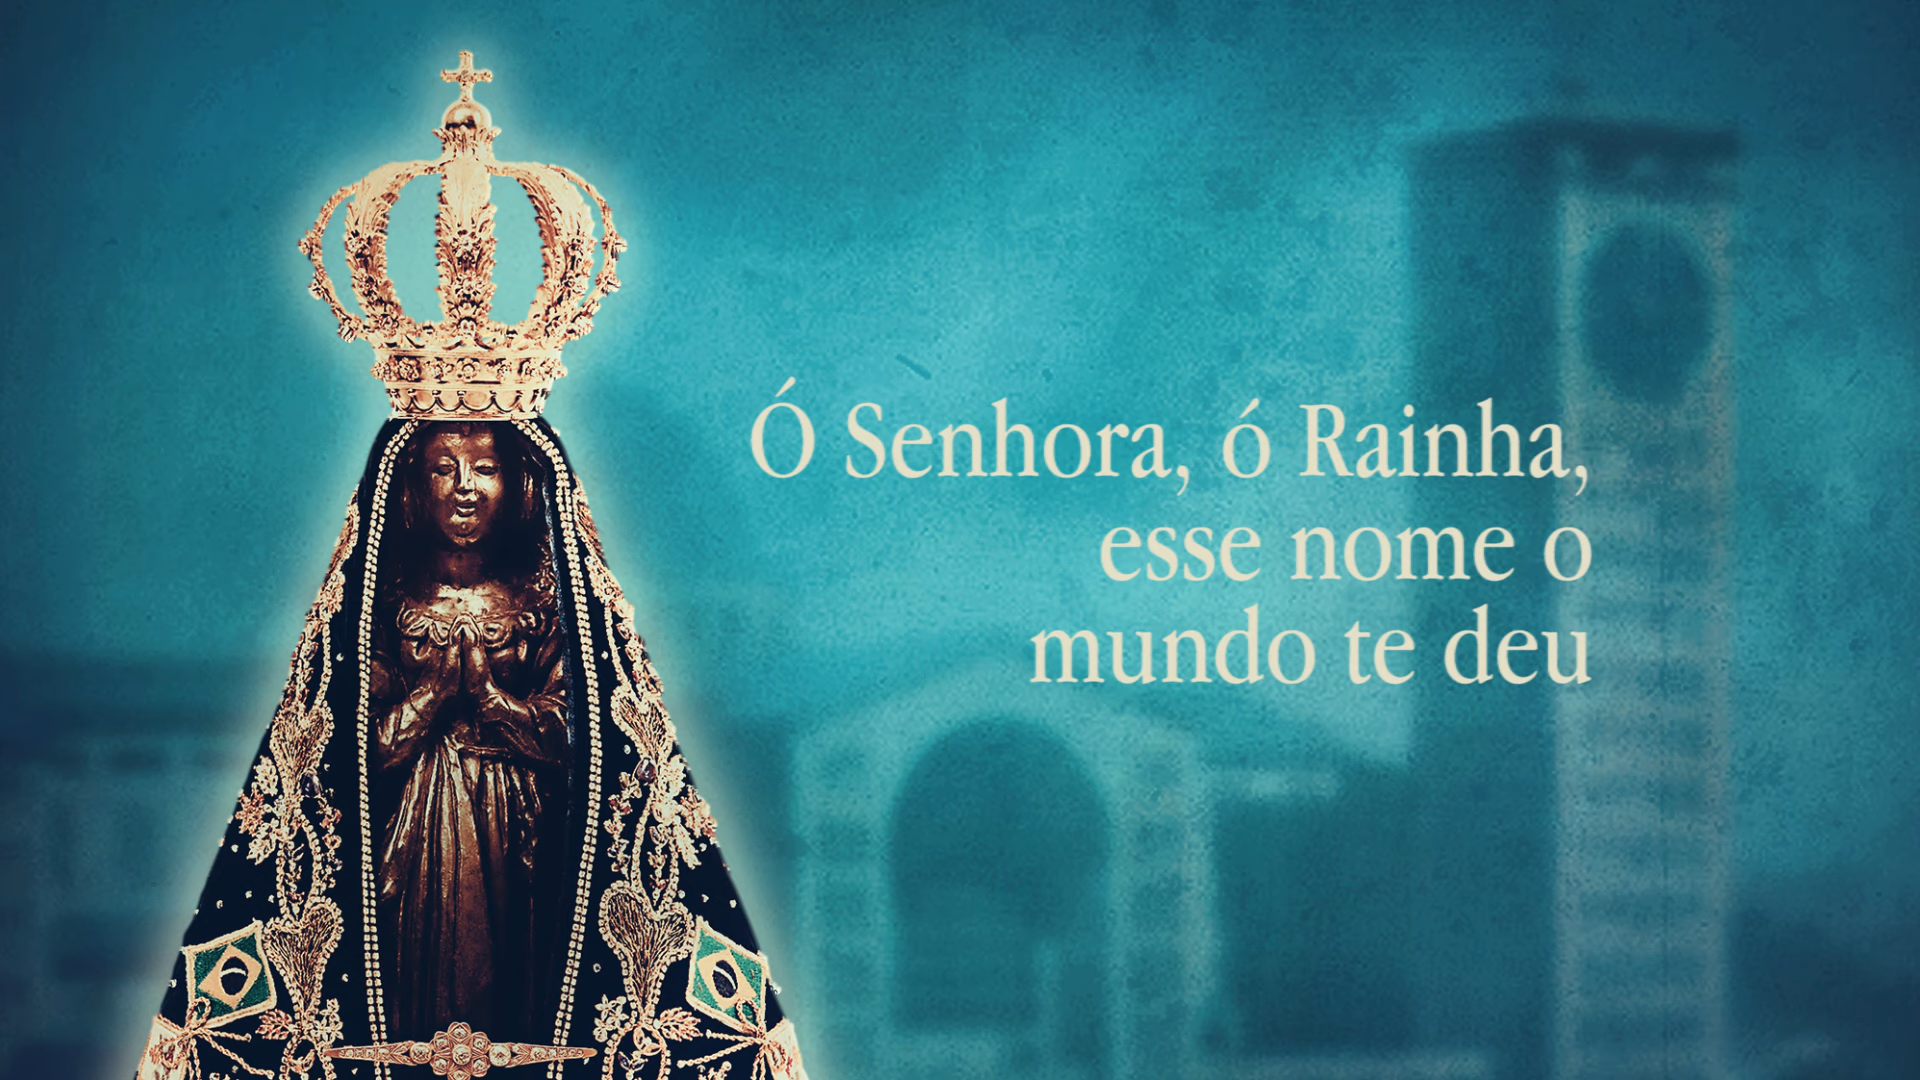 Ó Senhora, ó Rainha,
esse nome o
mundo te deu